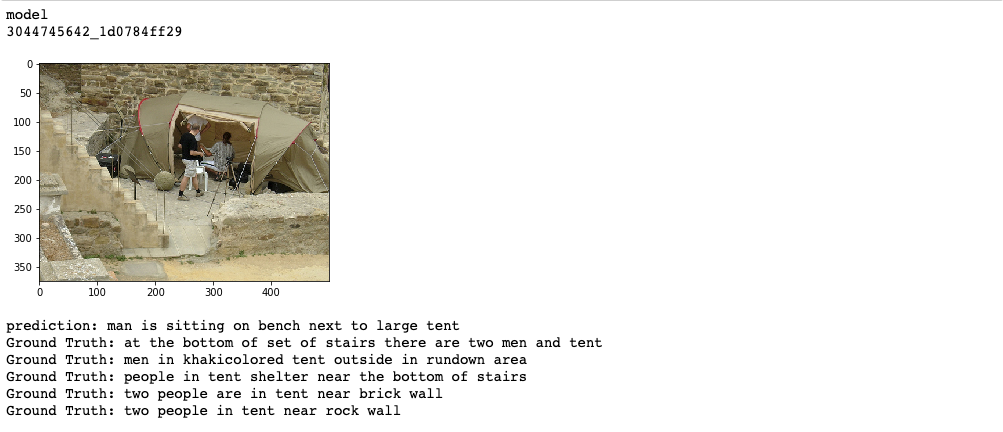 model
3044745642_1d0784ff29
0
50
100
150
200
250
300
350
0 100 200 300 400
prediction: man is sitting on bench next to large tent
Ground Truth: at the bottom of set of stairs there are two men and tent
Ground Truth: men in khakicolored tent outside in rundown area
Ground Truth: people in tent shelter near the bottom of stairs
Ground Truth: two people are in tent near brick wall
Ground Truth: two people in tent near rock wall